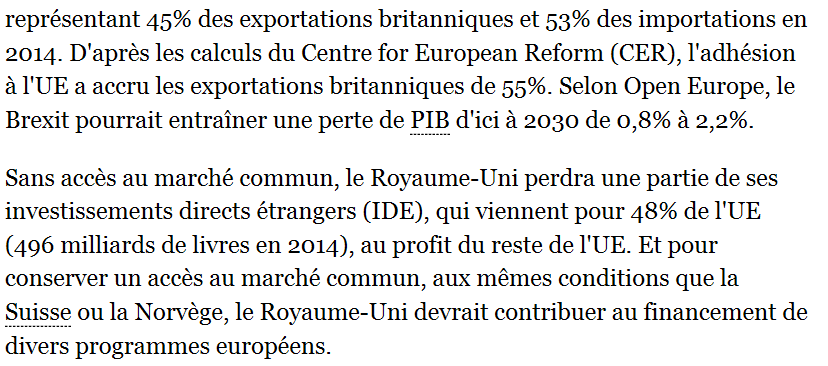 représentant 45% des exportations britanniques et 53% des importations en
2014. D'après les calculs du Centre for European Reform (CER), l'adhésion
à l'UE a accru les exportations britanniques de 55%. Selon Open Europe, le
Brexit pourrait entraîner une perte de PIB d'ici à 2030 de 0,8% à 2,2%.
Sans accès au marché commun, le Royaume-Uni perdra une partie de ses
investissements directs étrangers (IDE), qui viennent pour 48% de l'UE
(496 milliards de livres en 2014), au profit du reste de l'UE. Et pour
conserver un accès au marché commun, aux mêmes conditions que la
Suisse ou la Norvège, le Royaume-Uni devrait contribuer au financement de
divers programmes européens.